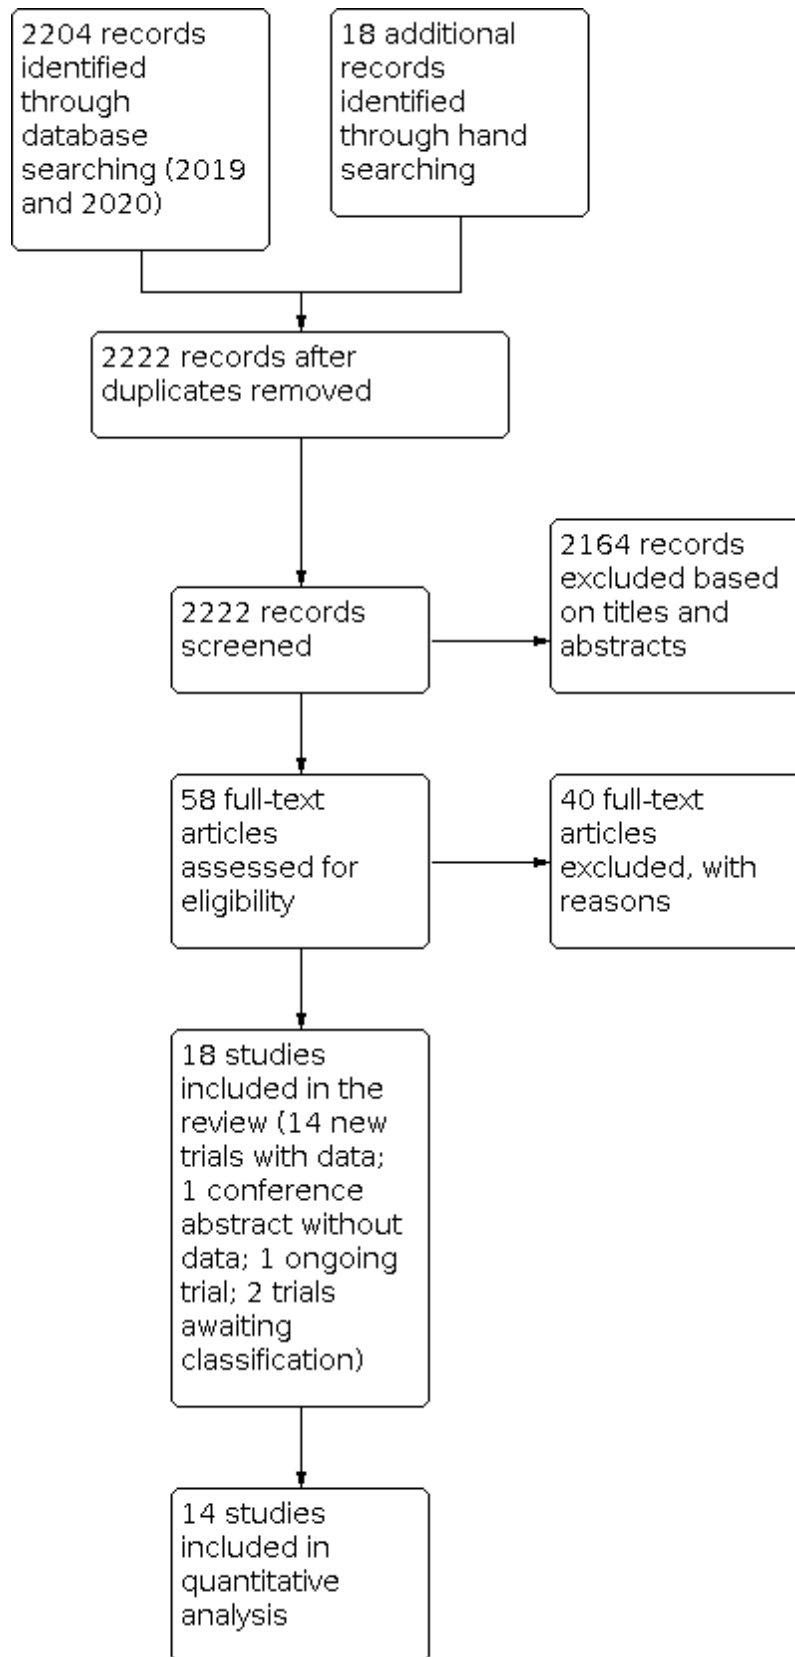 2204 records
identified
through
database
searching (2019
and 2020)
18 additional
records
identified
through hand
searching
2222 records after
duplicates removed
2222 records
screened
2164 records
excluded based
on titles and
abstracts
58 full-text
articles
assessed for
eligibility
40 full-text
articles
excluded, with
reasons
18 studies
included in the
review (14 new
trials with data;
1 conference
abstract without
data; 1 ongoing
trial; 2 trials
awaiting
classification)
14 studies
included in
quantitative
analysis